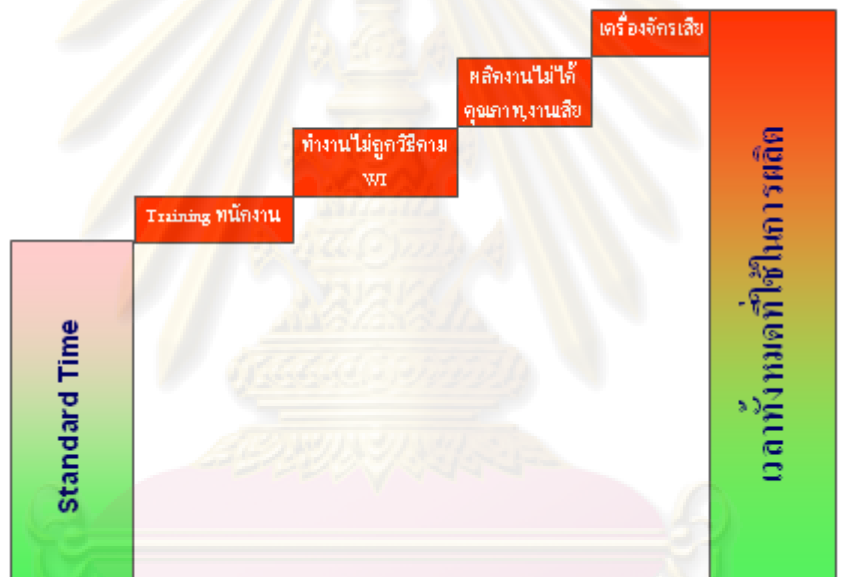 Standard Time
Training พนักงาน
ทำงานไม่ถูกวิธีตาม
WI
ผลิตงานไม่ได้
คุณภาพ,งานเสีย
เครื่องจักรเสีย
เวลาทั้งหมดที่ใช้ในการผลิต